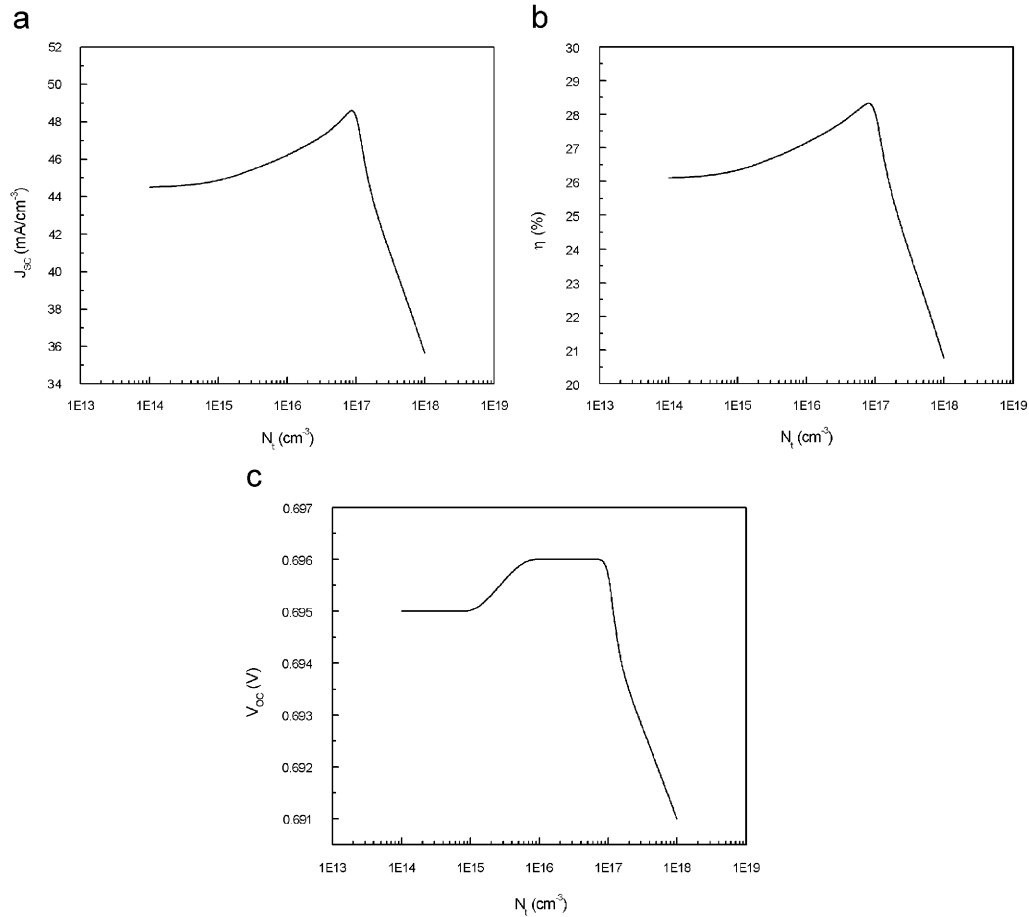 a
52
50
48
46
44
42
40
38
36
34
J_SC (mA/cm^-3)
1E13 1E14 1E15 1E16 1E17 1E18 1E19
N_t (cm^-3)
b
30
29
28
27
26
25
24
23
22
21
20
η (%)
1E13 1E14 1E15 1E16 1E17 1E18 1E19
N_t (cm^-3)
c
0.697
0.696
0.695
0.694
0.693
0.692
0.691
V_OC (V)
1E13 1E14 1E15 1E16 1E17 1E18 1E19
N_t (cm^-3)